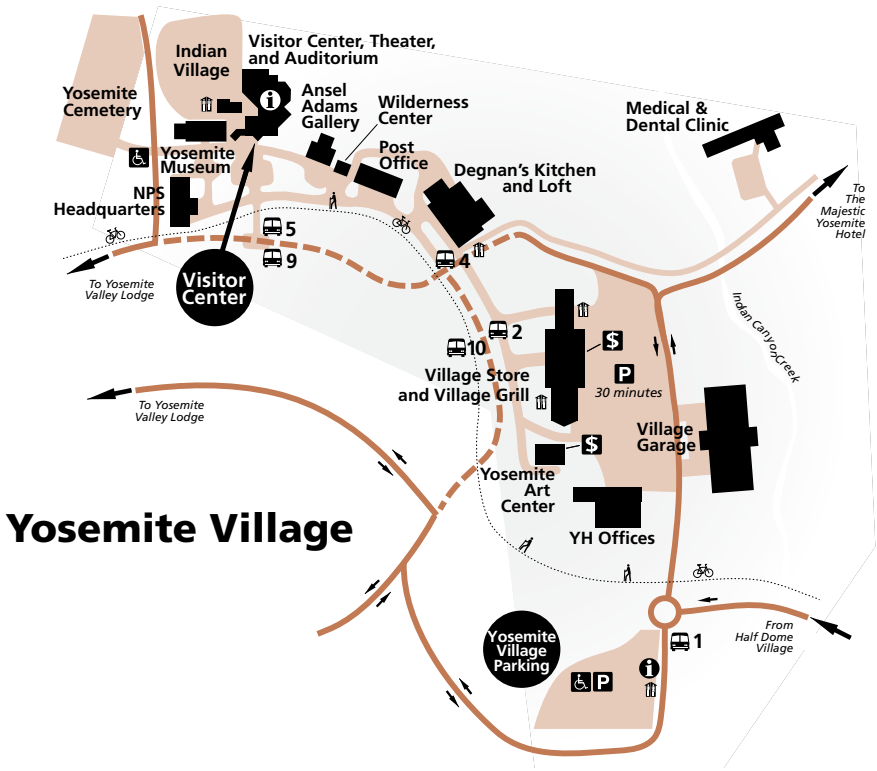 Visitor Center, Theater,
and Auditorium
Indian
Village
Yosemite
Cemetery
Ansel
Adams
Gallery
Wilderness
Center
Medical &
Dental Clinic
Yosemite
Museum
Post
Office
Degnan's Kitchen
and Loft
NPS
Headquarters
To
The
Majestic
Yosemite
Hotel
5
9
4
To Yosemite
Valley Lodge
Visitor
Center
Indian Canyon Creek
2
10
$
P
30 minutes
Village Store
and Village Grill
To Yosemite
Valley Lodge
Village
Garage
$
Yosemite
Art
Center
Yosemite Village
YH Offices
From
Half Dome
Village
Yosemite
Village
Parking
1
i
P
i